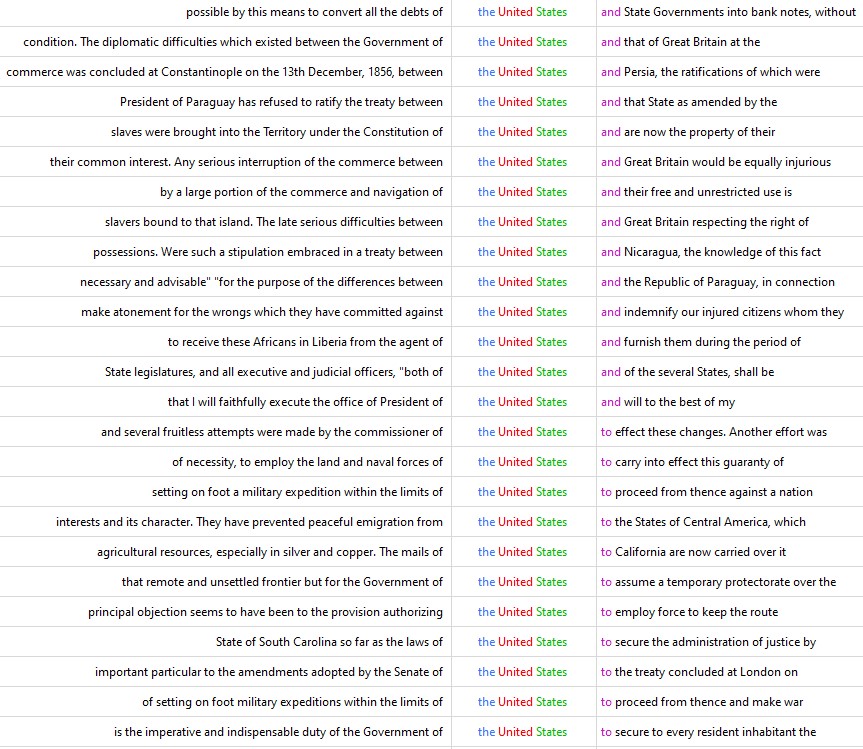 possible by this means to convert all the debts of the United States and State Governments into bank notes, without
condition. The diplomatic difficulties which existed between the Government of the United States and that of Great Britain at the
commerce was concluded at Constantinople on the 13th December, 1856, between the United States and Persia, the ratifications of which were
President of Paraguay has refused to ratify the treaty between the United States and that State as amended by the
slaves were brought into the Territory under the Constitution of the United States and are now the property of their
their common interest. Any serious interruption of the commerce between the United States and Great Britain would be equally injurious
by a large portion of the commerce and navigation of the United States and their free and unrestricted use is
slavers bound to that island. The late serious difficulties between the United States and Great Britain respecting the right of
possessions. Were such a stipulation embraced in a treaty between the United States and Nicaragua, the knowledge of this fact
necessary and advisable" "for the purpose of the differences between the United States and the Republic of Paraguay, in connection
make atonement for the wrongs which they have committed against the United States and indemnify our injured citizens whom they
to receive these Africans in Liberia from the agent of the United States and furnish them during the period of
State legislatures, and all executive and judicial officers, "both of the United States and of the several States, shall be
that I will faithfully execute the office of President of the United States and will to the best of my
and several fruitless attempts were made by the commissioner of the United States to effect these changes. Another effort was
of necessity, to employ the land and naval forces of the United States to carry into effect this guaranty of
setting on foot a military expedition within the limits of the United States to proceed from thence against a nation
interests and its character. They have prevented peaceful emigration from the United States to the States of Central America, which
agricultural resources, especially in silver and copper. The mails of the United States to California are now carried over it
that remote and unsettled frontier but for the Government of the United States to assume a temporary protectorate over the
principal objection seems to have been to the provision authorizing the United States to employ force to keep the route
State of South Carolina so far as the laws of the United States to secure the administration of justice by
important particular to the amendments adopted by the Senate of the United States to the treaty concluded at London on
of setting on foot military expeditions within the limits of the United States to proceed from thence and make war
is the imperative and indispensable duty of the Government of the United States to secure to every resident inhabitant the